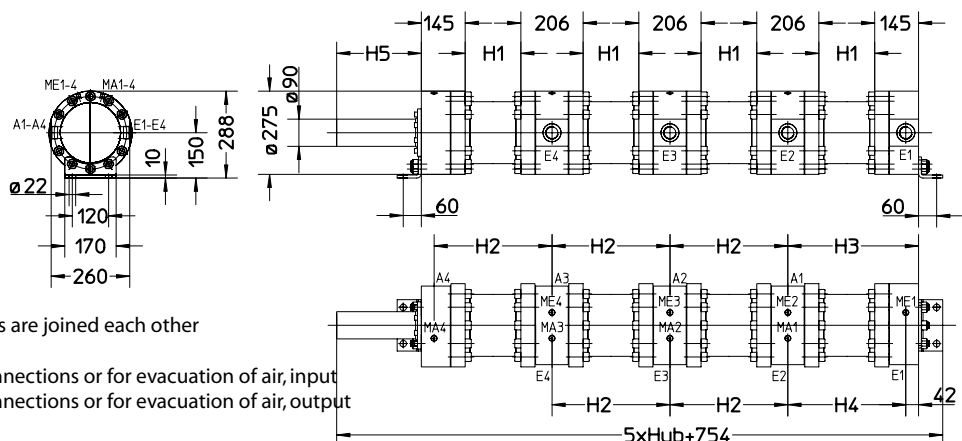 145 206 206 206 145
H5 H1 H1 H1 H1
ME1-4 MA1-4
A1-A4 E1-E4
ø90
ø275
288
150
10
E4 E3 E2 E1
ø22
60 60
120
170
260
H2 H2 H2 H3
A4 A3 A2 A1
ME4 ME3 ME2 ME1
MA4 MA3 MA2 MA1
s are joined each other
E4 E3 E2 E1
nnections or for evacuation of air, input
nnections or for evacuation of air, output
H2 H2 H4 42
5xHub+754